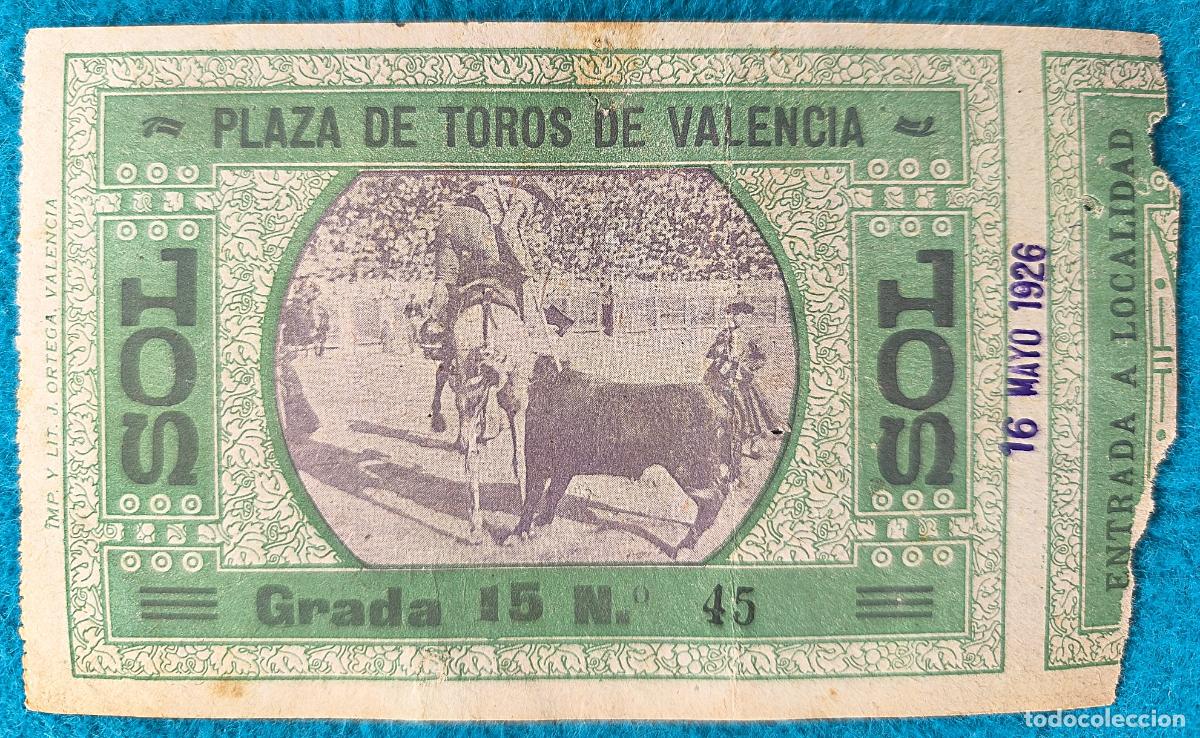 PLAZA DE TOROS DE VALENCIA
SOL
SOL
Grada 15 N.º 45
IMP. Y LIT. J. ORTEGA VALENCIA
16 MAYO 1926
ENTRADA A LOCALIDAD
todocoleccion